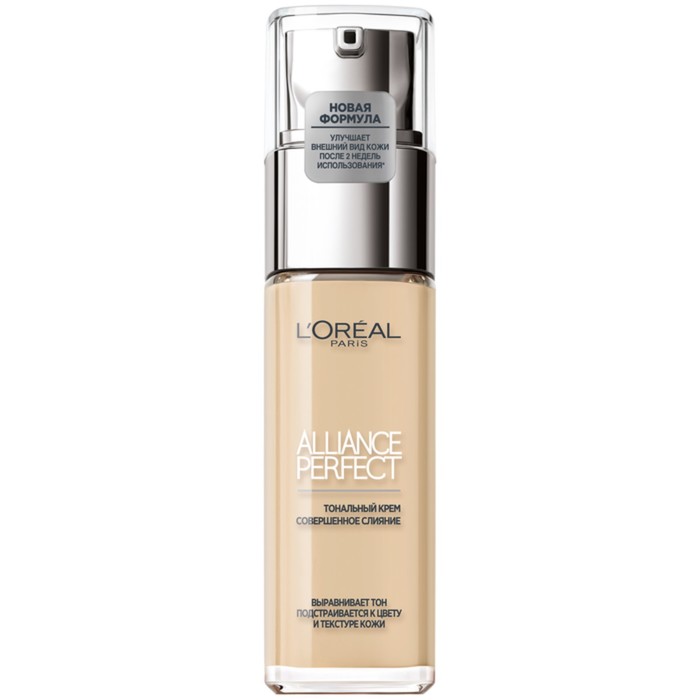 НОВАЯ
ФОРМУЛА
УЛУЧШАЕТ
ВНЕШНИЙ ВИД КОЖИ
ПОСЛЕ 2 НЕДЕЛЬ
ИСПОЛЬЗОВАНИЯ*
L'ORÉAL
PARIS
ALLIANCE
PERFECT
ТОНАЛЬНЫЙ КРЕМ
СОВЕРШЕННОЕ СЛИЯНИЕ
ВЫРАВНИВАЕТ ТОН
ПОДСТРАИВАЕТСЯ К ЦВЕТУ
И ТЕКСТУРЕ КОЖИ